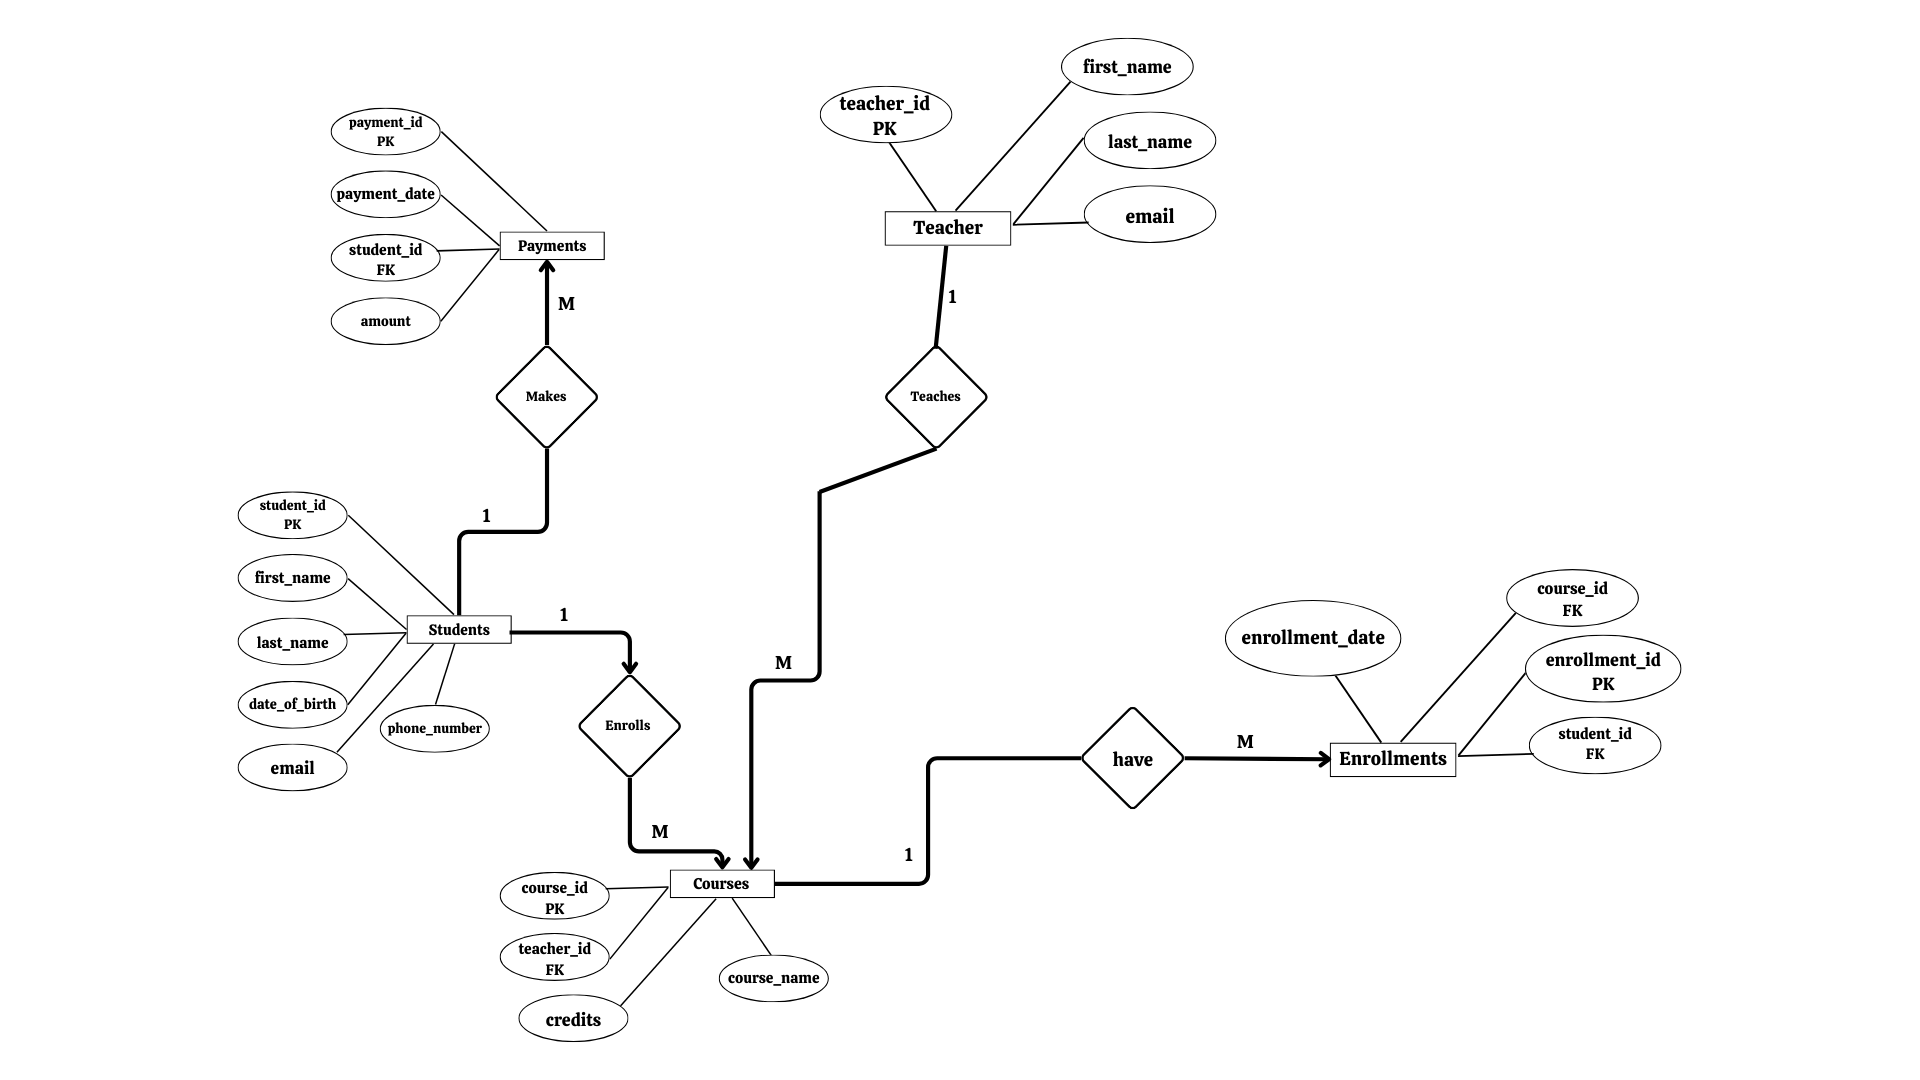 first_name
teacher_id
PK
last_name
email
Teacher
1
Teaches
M
payment_id
PK
payment_date
student_id
FK
amount
Payments
M
Makes
1
student_id
PK
first_name
last_name
date_of_birth
email
phone_number
Students
1
Enrolls
M
Courses
course_id
PK
teacher_id
FK
credits
course_name
1
have
M
Enrollments
enrollment_date
course_id
FK
enrollment_id
PK
student_id
FK